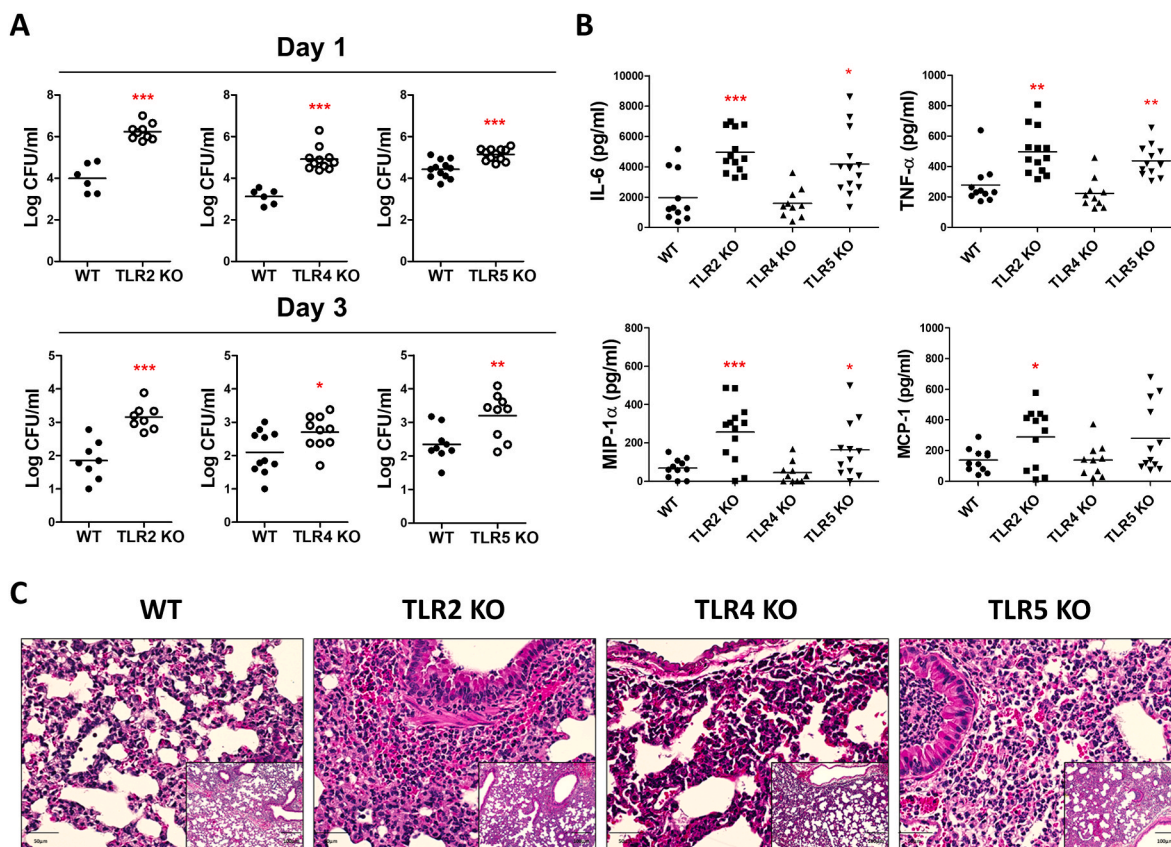 A
Day 1
Log CFU/ml
8
6
4
2
0
WT TLR2 KO
***
Log CFU/ml
8
6
4
2
0
WT TLR4 KO
***
Log CFU/ml
8
6
4
2
0
WT TLR5 KO
***
Day 3
Log CFU/ml
5
4
3
2
1
0
WT TLR2 KO
***
Log CFU/ml
5
4
3
2
1
0
WT TLR4 KO
*
Log CFU/ml
5
4
3
2
1
0
WT TLR5 KO
**
B
IL-6 (pg/ml)
10000
8000
6000
4000
2000
0
WT TLR2 KO TLR4 KO TLR5 KO
*** *
TNF-α (pg/ml)
1000
800
600
400
200
0
WT TLR2 KO TLR4 KO TLR5 KO
** **
MIP-1α (pg/ml)
800
600
400
200
0
WT TLR2 KO TLR4 KO TLR5 KO
*** *
MCP-1 (pg/ml)
1000
800
600
400
200
0
WT TLR2 KO TLR4 KO TLR5 KO
*
C
WT TLR2 KO TLR4 KO TLR5 KO
50µm
50µm
50µm
100µm